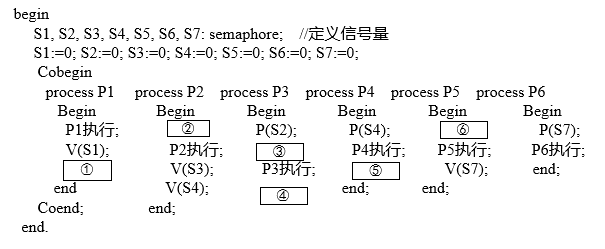 begin
S1, S2, S3, S4, S5, S6, S7: semaphore; //定义信号量
S1:=0; S2:=0; S3:=0; S4:=0; S5:=0; S6:=0; S7:=0;
Cobegin
process P1 process P2 process P3 process P4 process P5 process P6
Begin Begin Begin Begin Begin Begin
P1执行; ② P(S2); P(S4); ⑥ P(S7);
V(S1); P2执行; ③ P4执行; P5执行; P6执行;
① V(S3); P3执行; ⑤ V(S7); end;
end V(S4); ④ end; end;
Coend; end;
end.